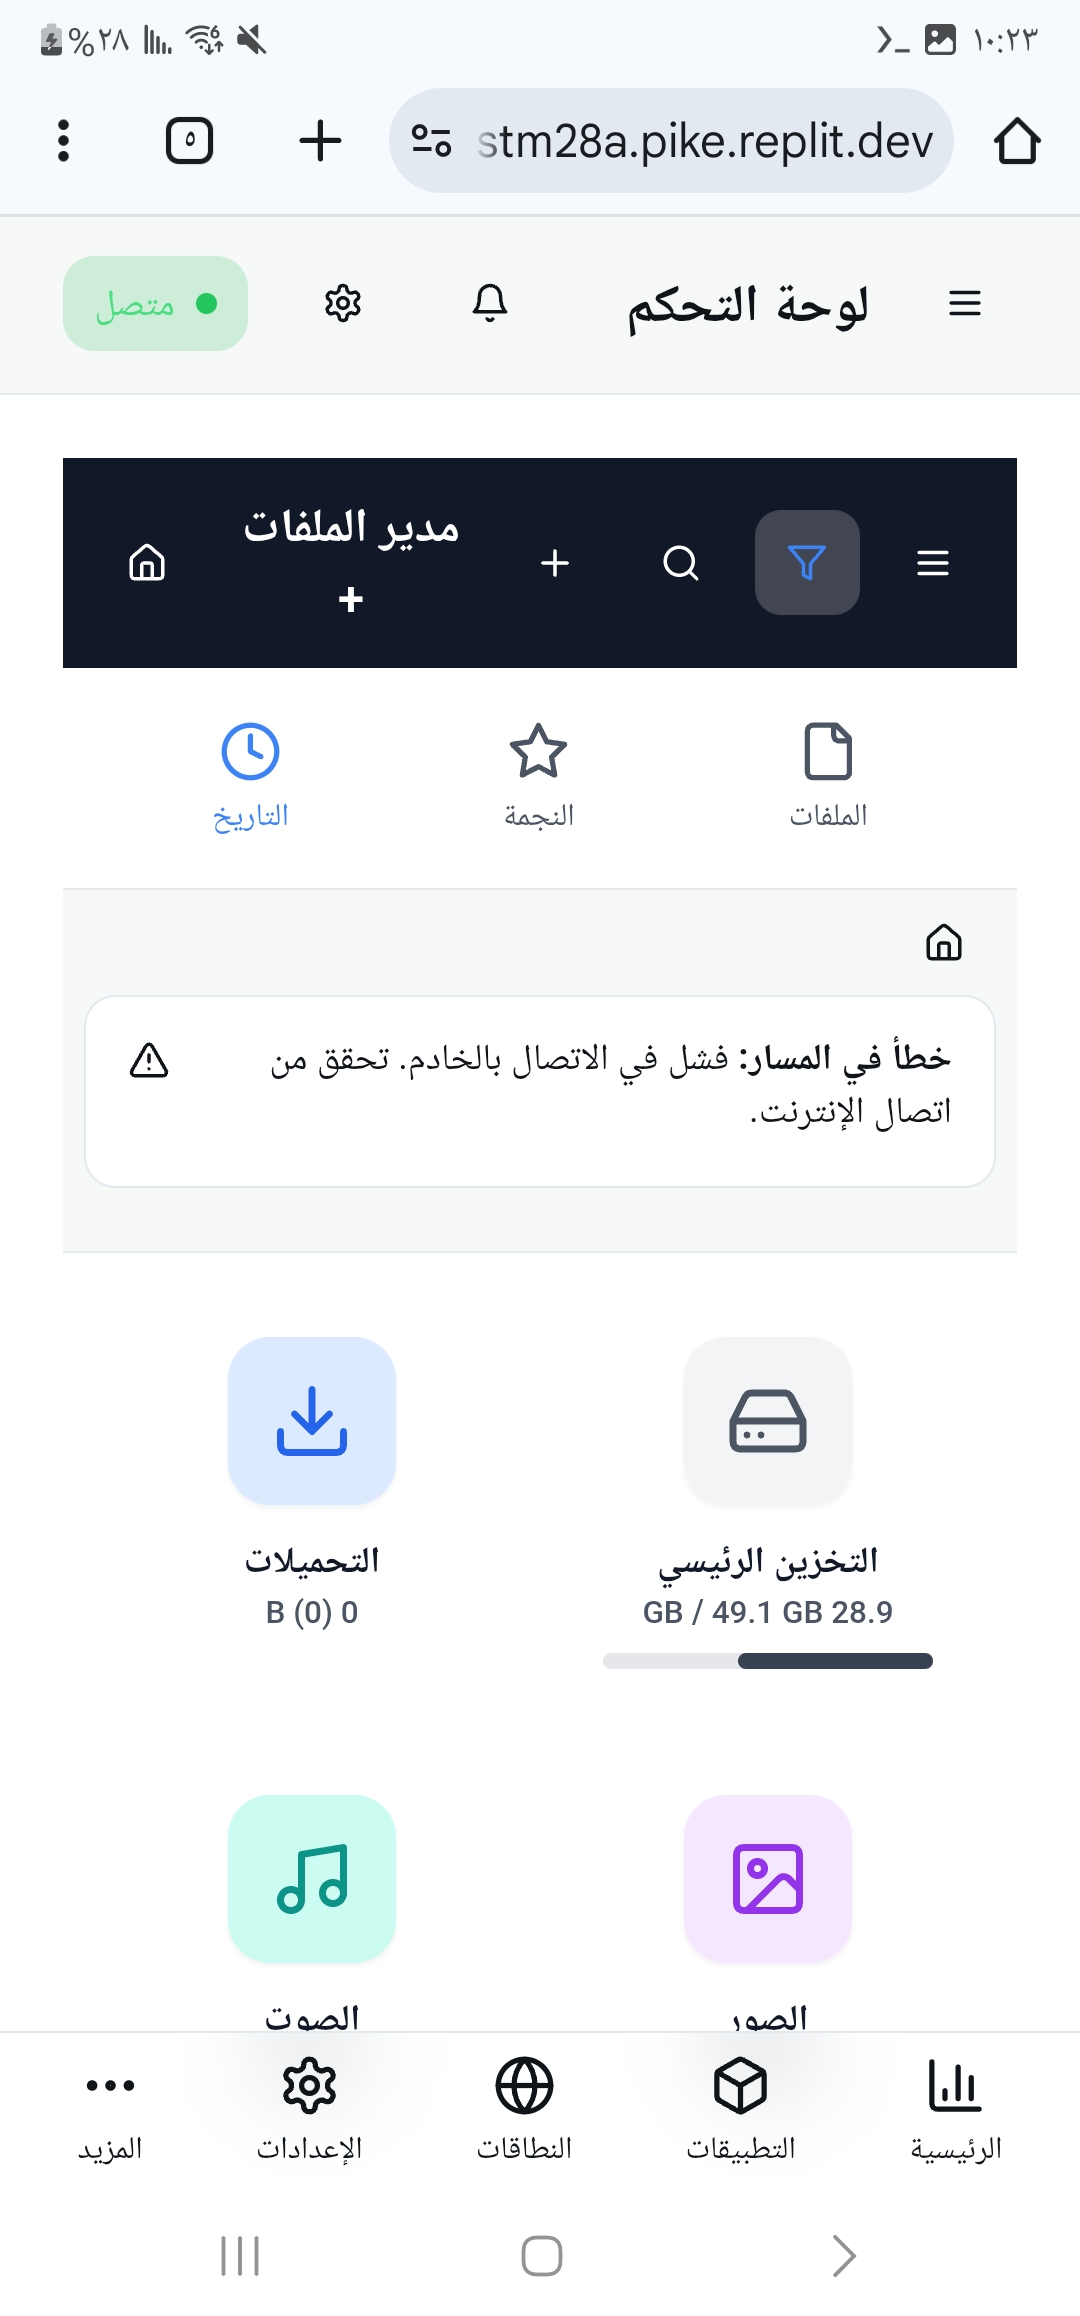 ١٠:٢٣
%٢٨
6
٥
stm28a.pike.replit.dev
لوحة التحكم
متصل
مدير الملفات
+
الملفات
النجمة
التاريخ
خطأ في المسار: فشل في الاتصال بالخادم. تحقق من
اتصال الإنترنت.
التخزين الرئيسي
GB / 49.1 GB 28.9
التحميلات
B (0) 0
الصور
الصوت
الرئيسية
التطبيقات
النطاقات
الإعدادات
المزيد